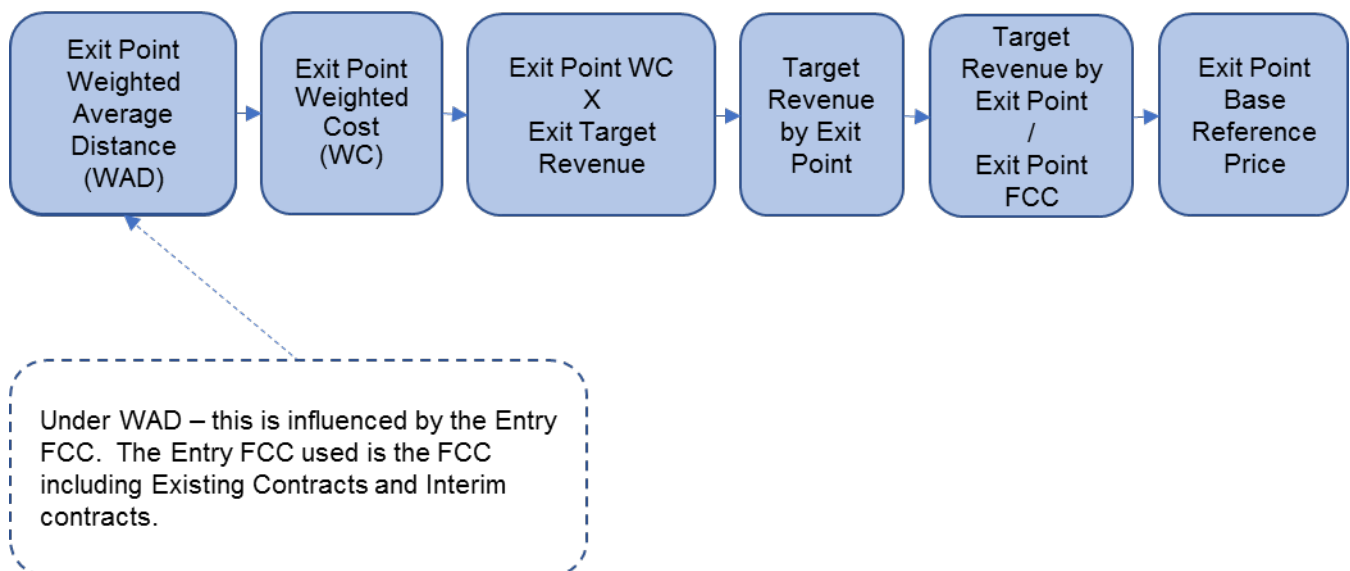 Exit Point
Weighted
Average
Distance
(WAD)
Exit Point
Weighted
Cost
(WC)
Exit Point WC
X
Exit Target
Revenue
Target
Revenue
by Exit
Point
Target
Revenue by
Exit Point
/
Exit Point
FCC
Exit Point
Base
Reference
Price
Under WAD – this is influenced by the Entry
FCC. The Entry FCC used is the FCC
including Existing Contracts and Interim
contracts.